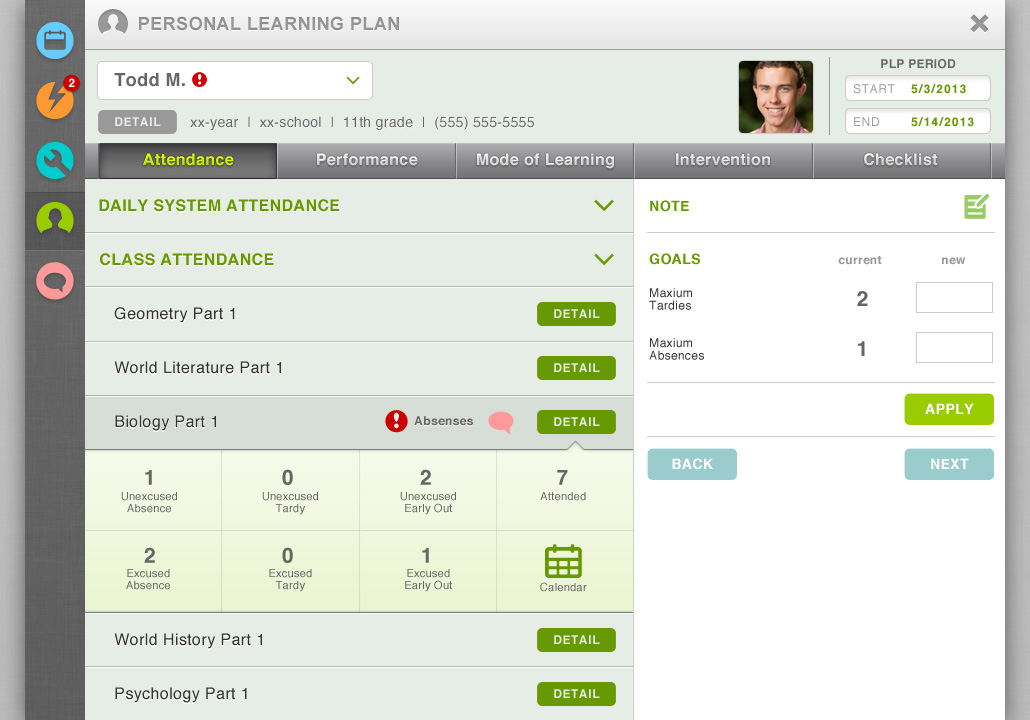 PERSONAL LEARNING PLAN
2
Todd M.
DETAIL xx-year | xx-school | 11th grade | (555) 555-5555
PLP PERIOD
START 5/3/2013
END 5/14/2013
Attendance Performance Mode of Learning Intervention Checklist
DAILY SYSTEM ATTENDANCE
CLASS ATTENDANCE
Geometry Part 1 DETAIL
World Literature Part 1 DETAIL
Biology Part 1 Absenses DETAIL
1 0 2 7
Unexcused Unexcused Unexcused Attended
Absence Tardy Early Out
2 0 1
Excused Excused Excused
Absence Tardy Early Out Calendar
World History Part 1 DETAIL
Psychology Part 1 DETAIL
NOTE
GOALS current new
Maxium
Tardies
2
Maxium
Absences
1
APPLY
BACK NEXT